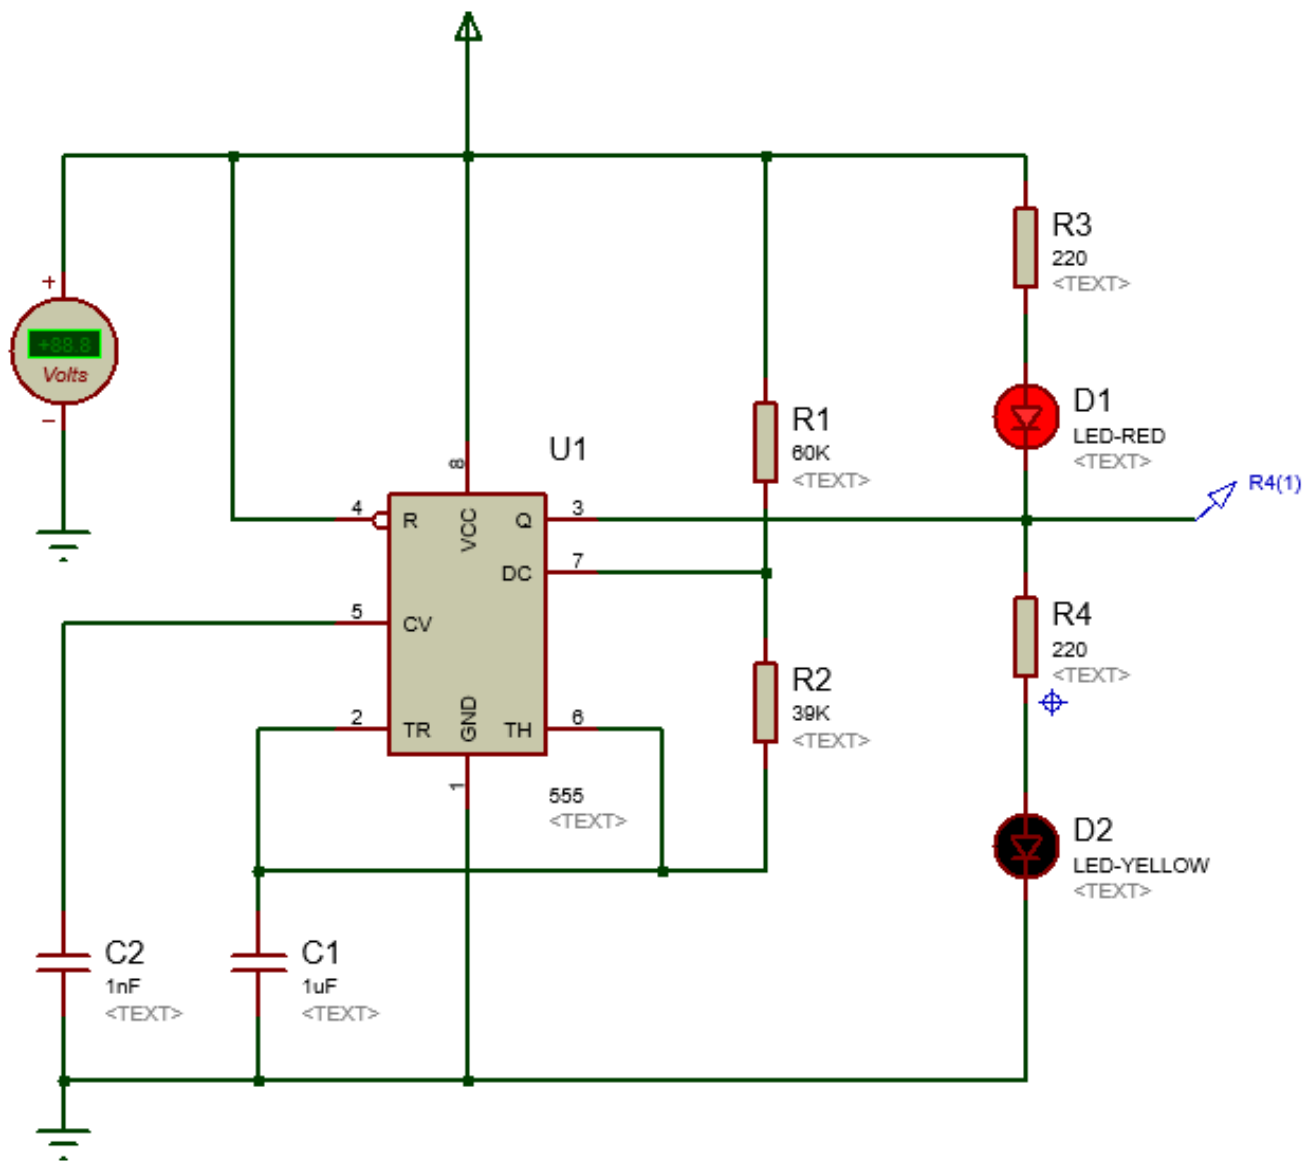 R3
220
<TEXT>
+
+88.8
Volts
−
D1
LED-RED
<TEXT>
R4(1)
R1
60K
<TEXT>
U1
8
4
R
VCC
Q
3
DC
7
5
CV
R4
220
<TEXT>
R2
39K
<TEXT>
2
TR
GND
TH
6
1
555
<TEXT>
D2
LED-YELLOW
<TEXT>
C2
1nF
<TEXT>
C1
1uF
<TEXT>